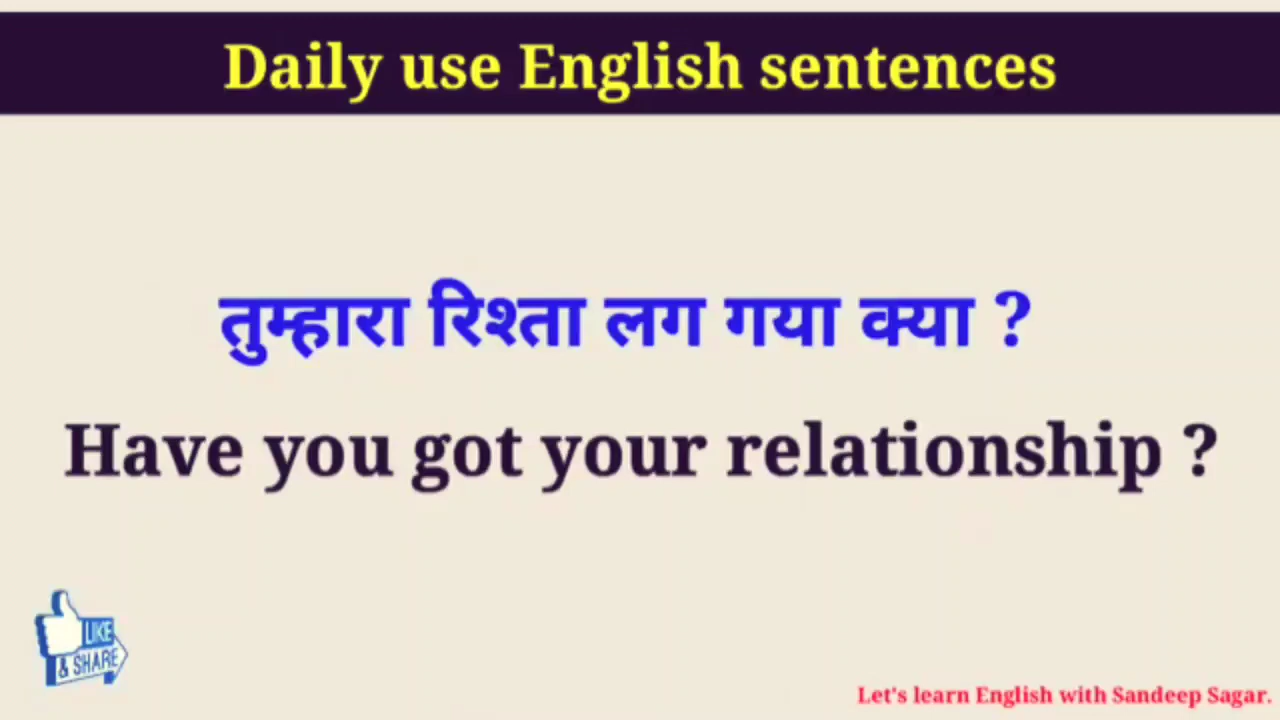 Daily use English sentences
तुम्हारा रिश्ता लग गया क्या ?
Have you got your relationship ?
LIKE
& SHARE
Let's learn English with Sandeep Sagar.